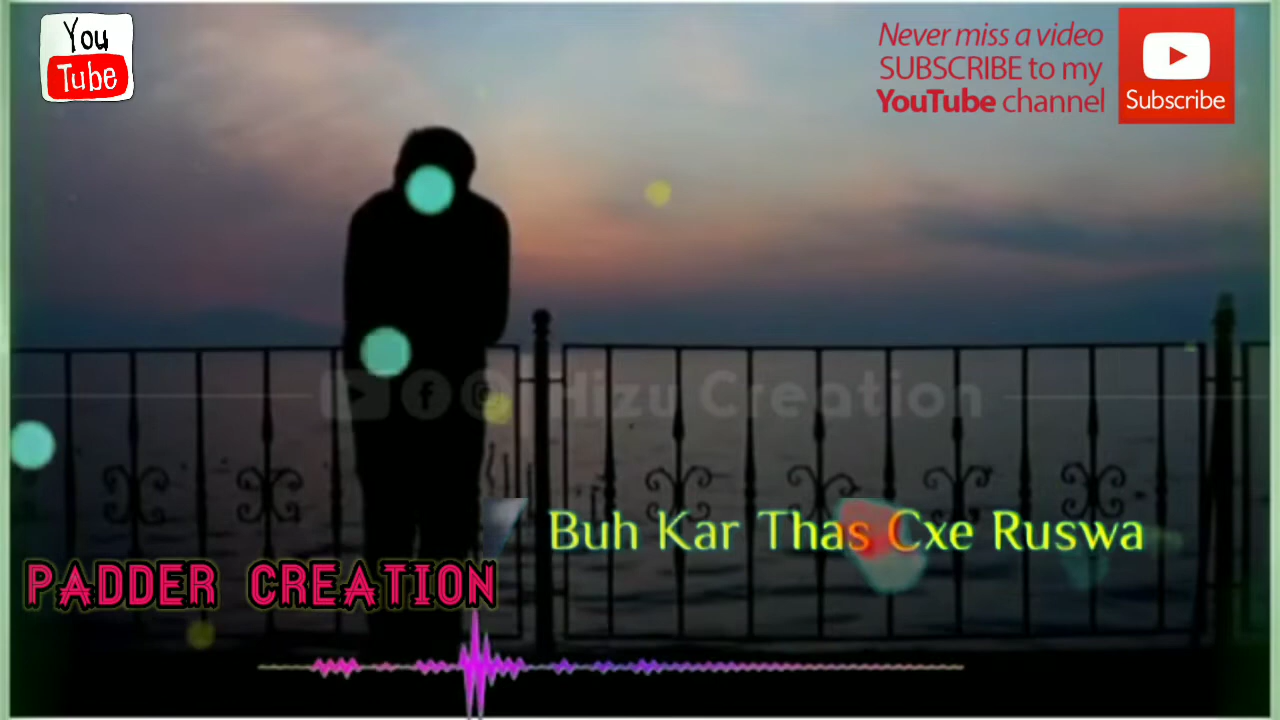 You
Tube
Never miss a video
SUBSCRIBE to my
YouTube channel
Subscribe
Hizu Creation
Buh Kar Thas Cxe Ruswa
PADDER CREATION